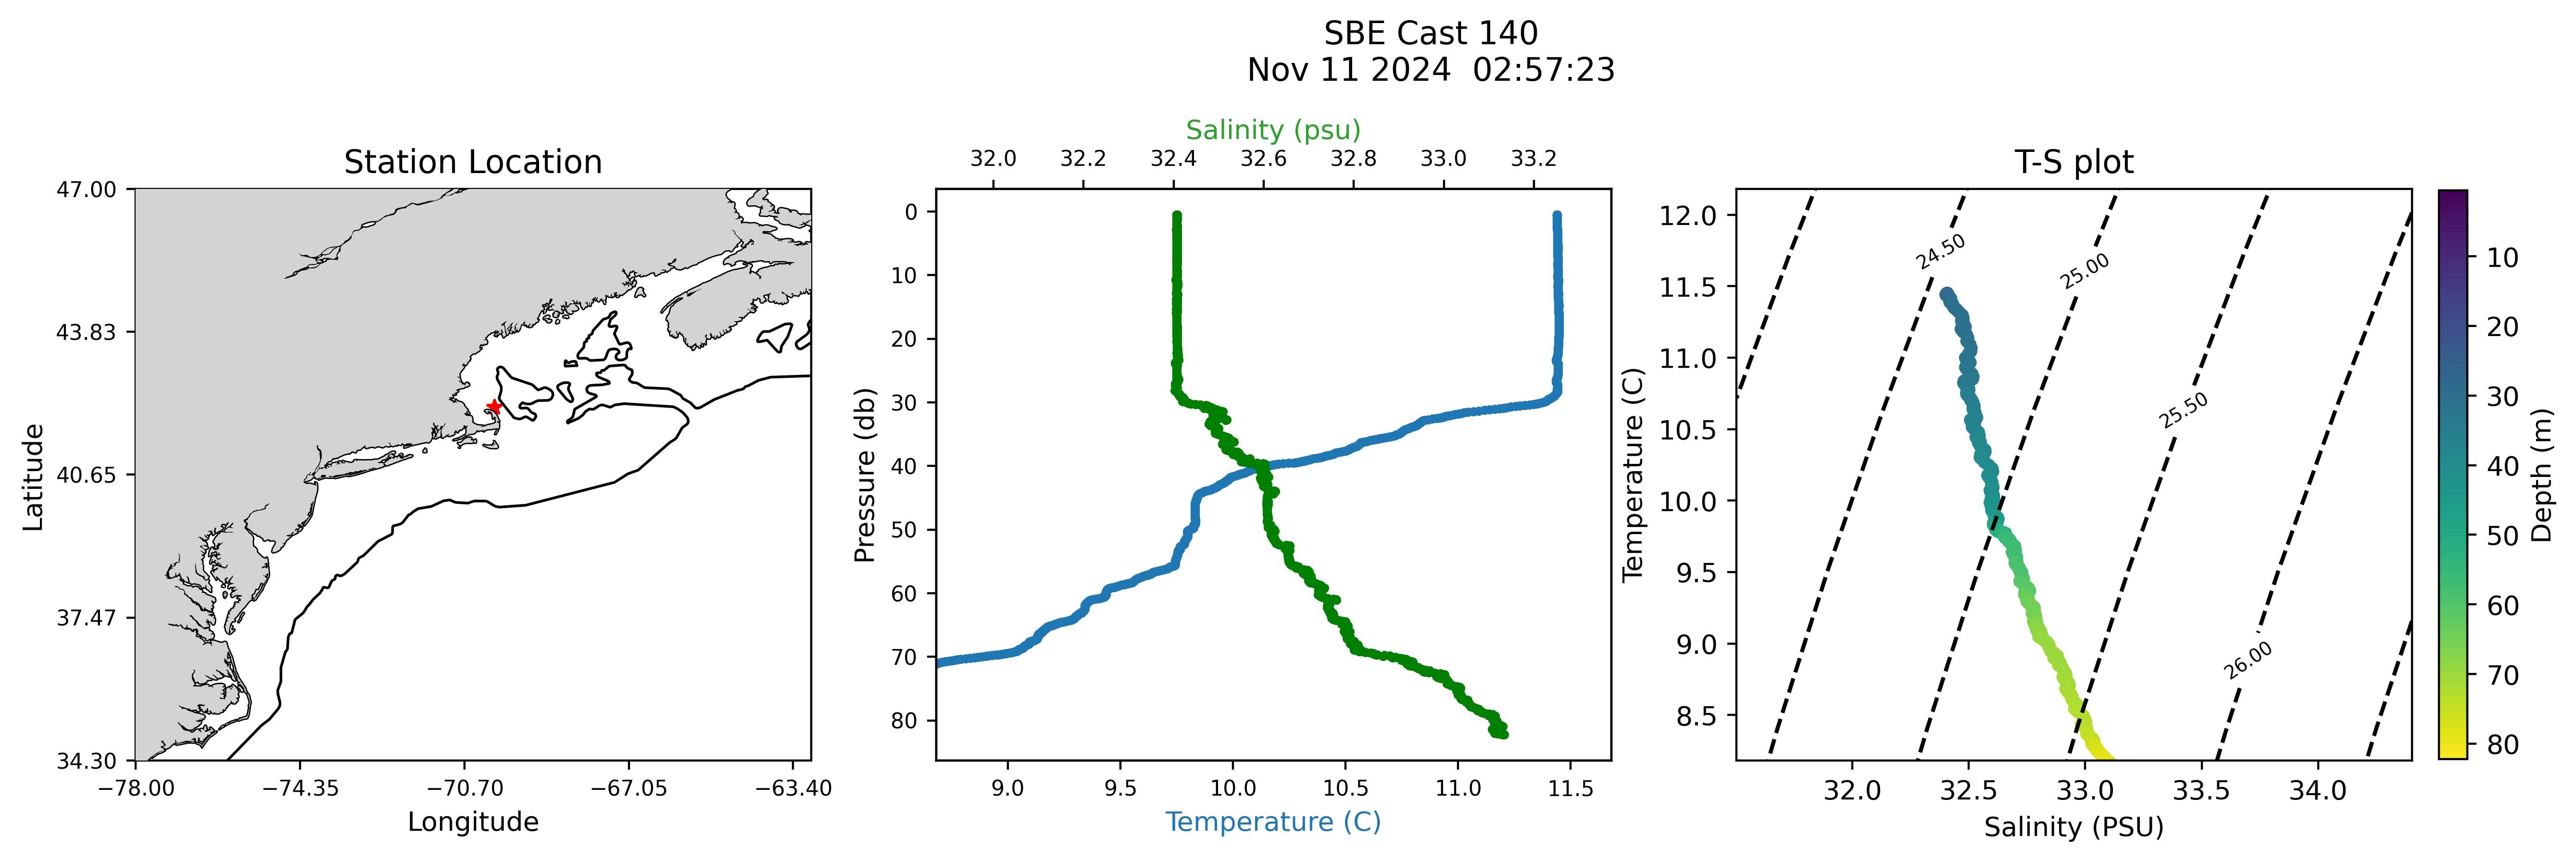 SBE Cast 140
Nov 11 2024  02:57:23
Station Location
47.00
43.83
40.65
37.47
34.30
Latitude
−78.00 −74.35 −70.70 −67.05 −63.40
Longitude
Salinity (psu)
32.0 32.2 32.4 32.6 32.8 33.0 33.2
0
10
20
30
40
50
60
70
80
Pressure (db)
9.0 9.5 10.0 10.5 11.0 11.5
Temperature (C)
T-S plot
12.0
11.5
11.0
10.5
10.0
9.5
9.0
8.5
Temperature (C)
24.50
25.00
25.50
26.00
32.0 32.5 33.0 33.5 34.0
Salinity (PSU)
10
20
30
40
50
60
70
80
Depth (m)